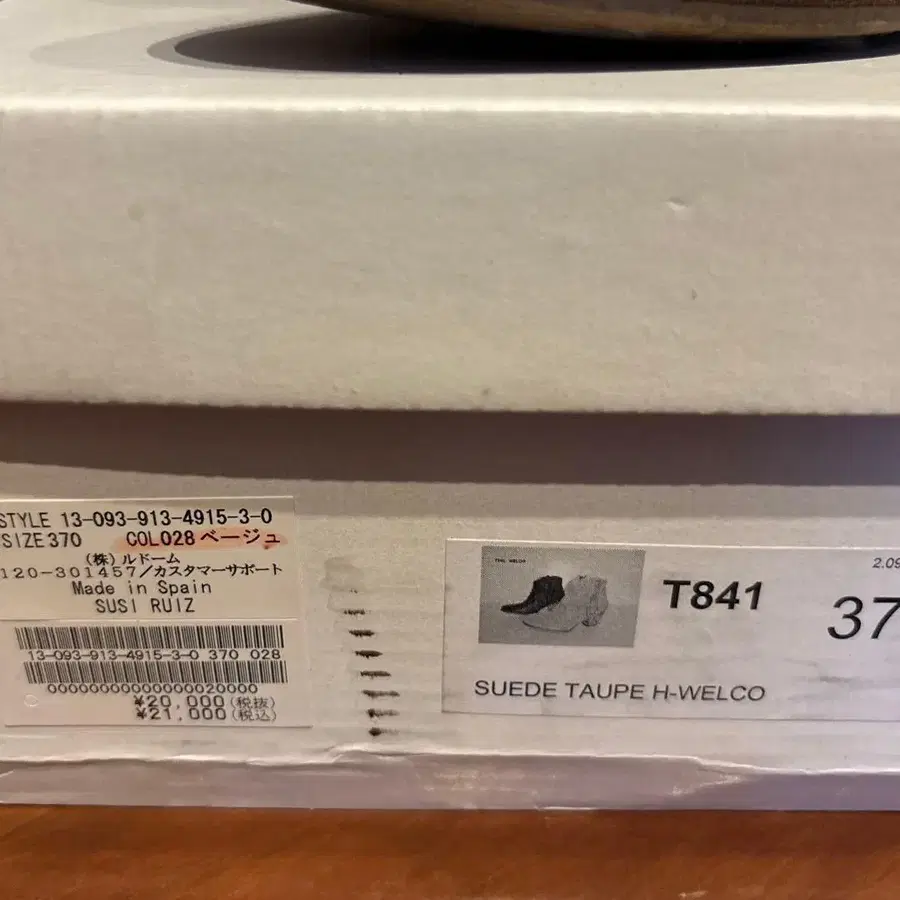 STYLE 13-093-913-4915-3-0
SIZE 370 COL028 ベージュ
(株)ルドーム
120-301457/カスタマーサポート
Made in Spain
SUSI RUIZ
13-093-913-4915-3-0 370 028
00000000000000020000
¥20,000(税抜)
¥21,000(税込)
2.09
T841
37
SUEDE TAUPE H-WELCO